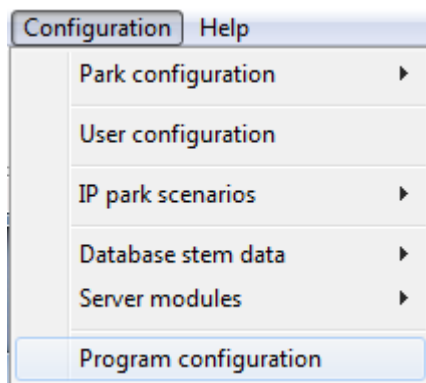 Configuration Help
Park configuration
User configuration
IP park scenarios
Database stem data
Server modules
Program configuration